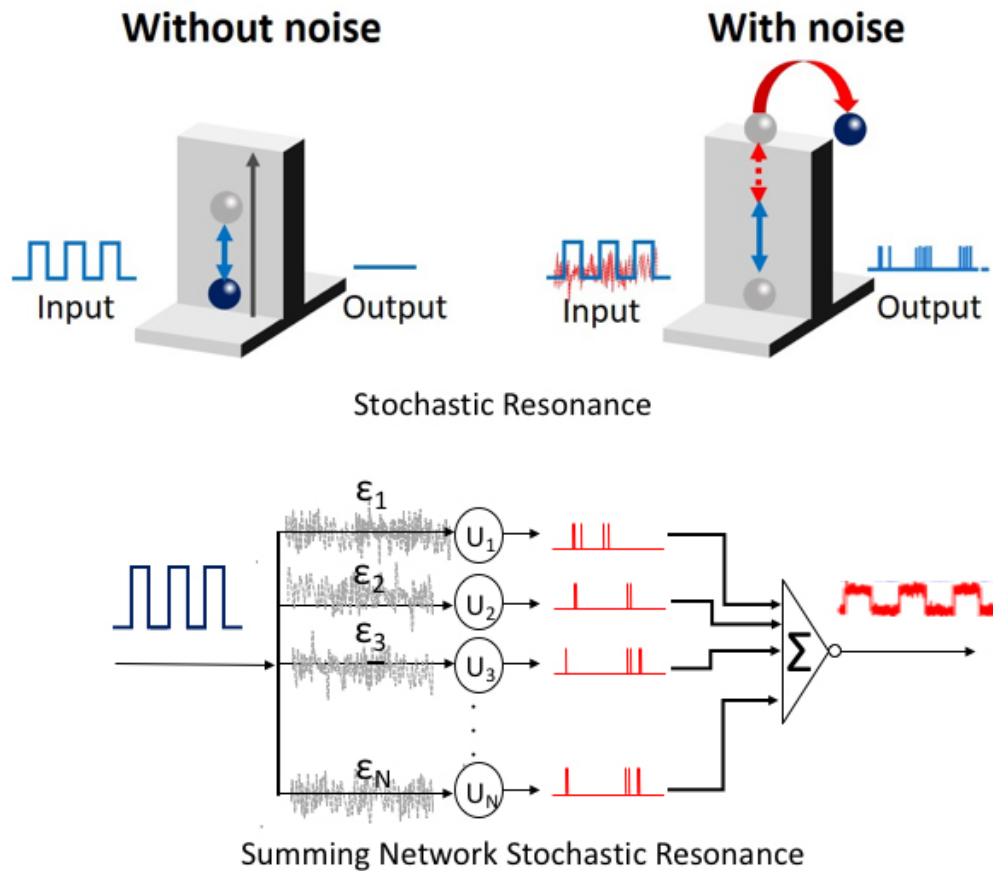 Without noise
With noise
Input
Output
Input
Output
Stochastic Resonance
ε1
U1
ε2
U2
ε3
U3
Σ
εN
UN
Summing Network Stochastic Resonance